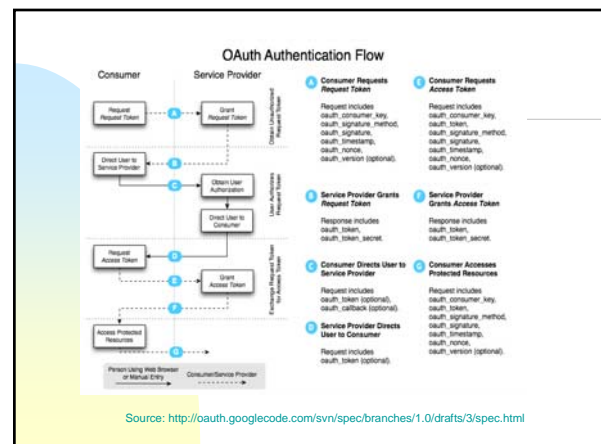 OAuth Authentication Flow
Consumer
Service Provider
Request
Request Token
A
Grant
Request Token
Obtain Unauthorized
Request Token
B
Direct User to
Service Provider
C
Obtain User
Authorization
Direct User to
Consumer
User Authorizes
Request Token
D
Request
Access Token
E
Grant
Access Token
Exchange Request Token
for Access Token
F
Access Protected
Resources
G
Person Using Web Browser
or Manual Entry
Consumer/Service Provider
A
Consumer Requests
Request Token
Request includes
oauth_consumer_key,
oauth_signature_method,
oauth_signature,
oauth_timestamp,
oauth_nonce,
oauth_version (optional).
B
Service Provider Grants
Request Token
Response includes
oauth_token,
oauth_token_secret.
C
Consumer Directs User to
Service Provider
Request includes
oauth_token (optional),
oauth_callback (optional).
D
Service Provider Directs
User to Consumer
Request includes
oauth_token (optional).
E
Consumer Requests
Access Token
Request includes
oauth_consumer_key,
oauth_token,
oauth_signature_method,
oauth_signature,
oauth_timestamp,
oauth_nonce,
oauth_version (optional).
F
Service Provider
Grants Access Token
Response includes
oauth_token,
oauth_token_secret.
G
Consumer Accesses
Protected Resources
Request includes
oauth_consumer_key,
oauth_token,
oauth_signature_method,
oauth_signature,
oauth_timestamp,
oauth_nonce,
oauth_version (optional).
Source: http://oauth.googlecode.com/svn/spec/branches/1.0/drafts/3/spec.html